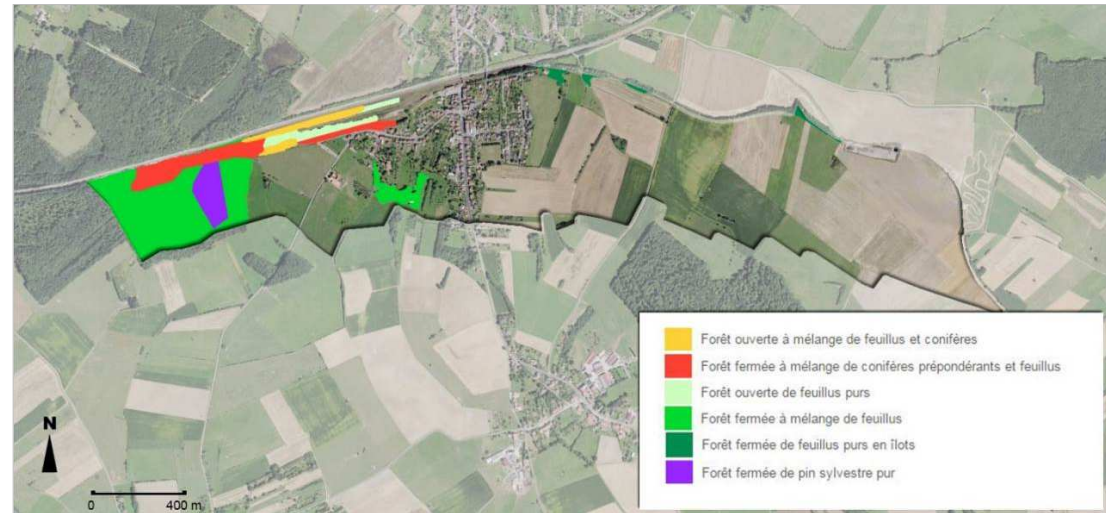 Forêt ouverte à mélange de feuillus et conifères
Forêt fermée à mélange de conifères prépondérants et feuillus
Forêt ouverte de feuillus purs
Forêt fermée à mélange de feuillus
Forêt fermée de feuillus purs en îlots
Forêt fermée de pin sylvestre pur
N
0 400 m